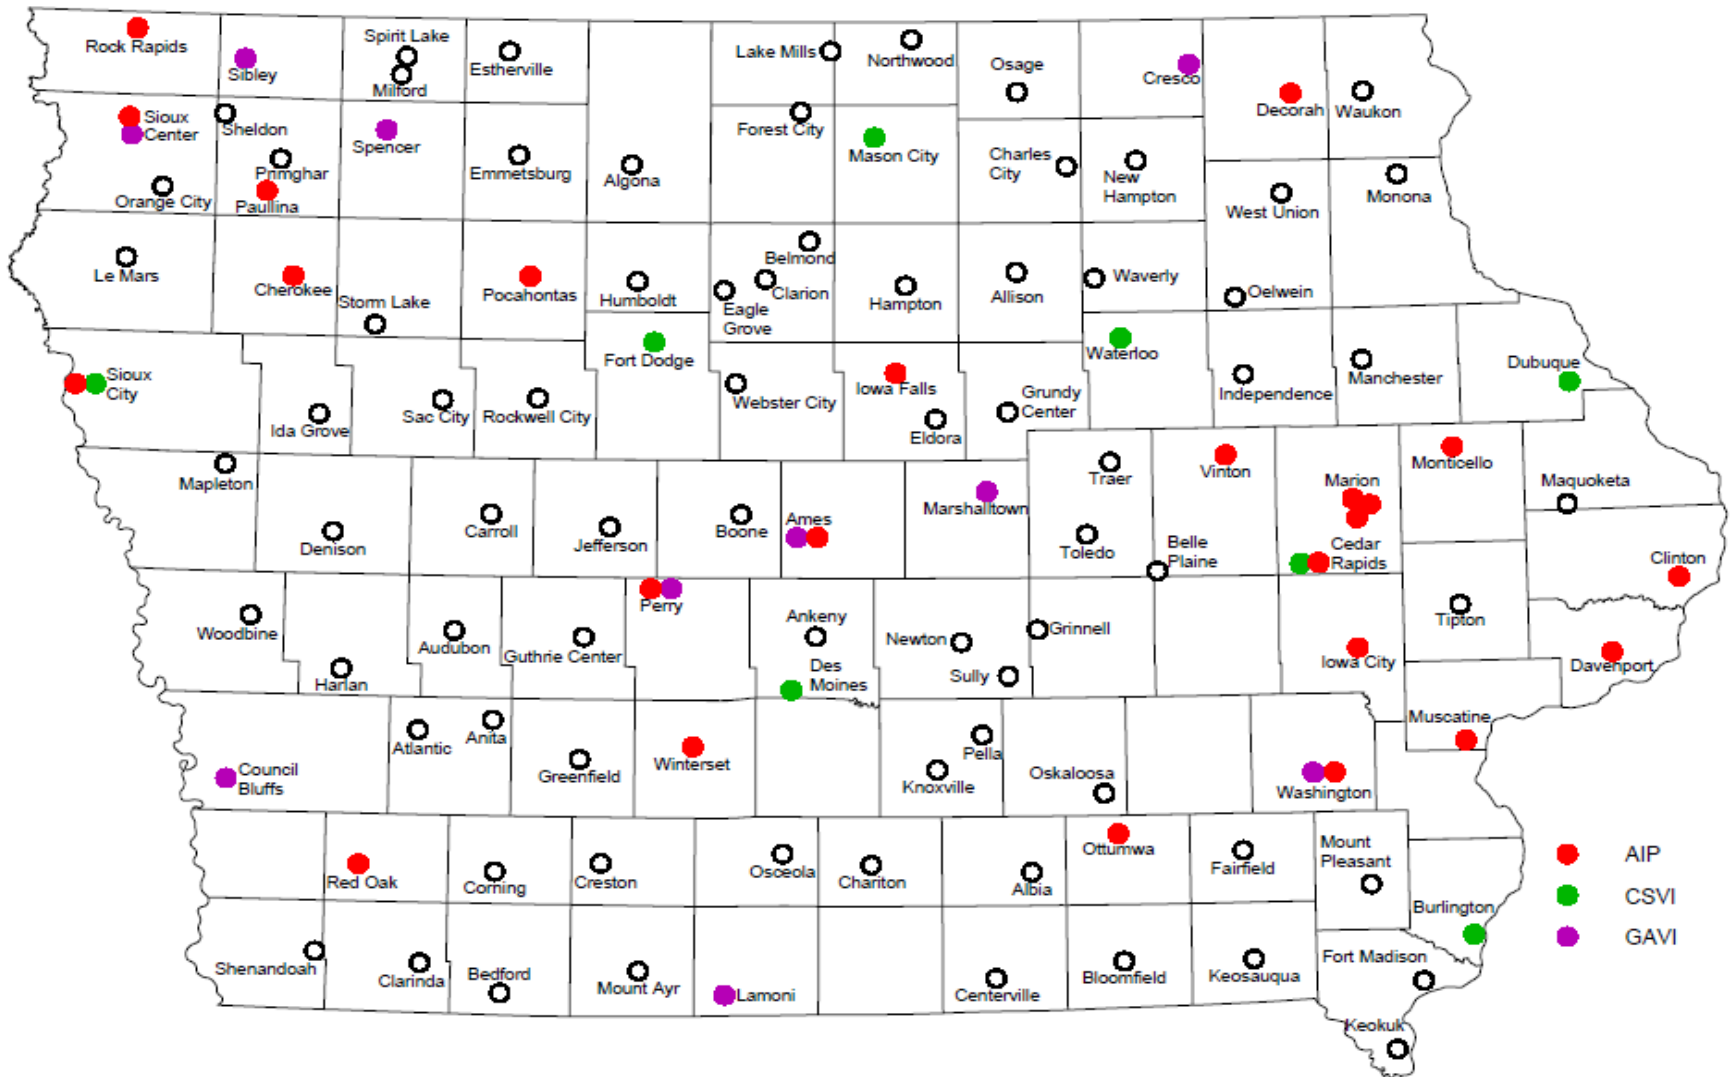 Rock Rapids
Sibley
Spirit Lake
Milford
Estherville
Lake Mills
Northwood
Osage
Cresco
Decorah
Waukon
Sioux
Center
Sheldon
Primghar
Orange City
Paullina
Spencer
Emmetsburg
Algona
Forest City
Mason City
Charles
City
New
Hampton
West Union
Monona
Le Mars
Cherokee
Storm Lake
Pocahontas
Humboldt
Belmond
Clarion
Eagle
Grove
Hampton
Allison
Waverly
Oelwein
Fort Dodge
Waterloo
Dubuque
Sioux
City
Ida Grove
Sac City
Rockwell City
Webster City
Iowa Falls
Eldora
Grundy
Center
Independence
Manchester
Mapleton
Denison
Carroll
Jefferson
Boone
Ames
Marshalltown
Traer
Toledo
Belle
Plaine
Vinton
Marion
Cedar
Rapids
Monticello
Maquoketa
Clinton
Woodbine
Harlan
Audubon
Guthrie Center
Perry
Ankeny
Des
Moines
Newton
Sully
Grinnell
Iowa City
Tipton
Davenport
Muscatine
Council
Bluffs
Atlantic
Anita
Greenfield
Winterset
Knoxville
Pella
Oskaloosa
Washington
Red Oak
Corning
Creston
Osceola
Chariton
Albia
Ottumwa
Fairfield
Mount
Pleasant
Burlington
Shenandoah
Clarinda
Bedford
Mount Ayr
Lamoni
Centerville
Bloomfield
Keosauqua
Fort Madison
Keokuk
AIP
CSVI
GAVI